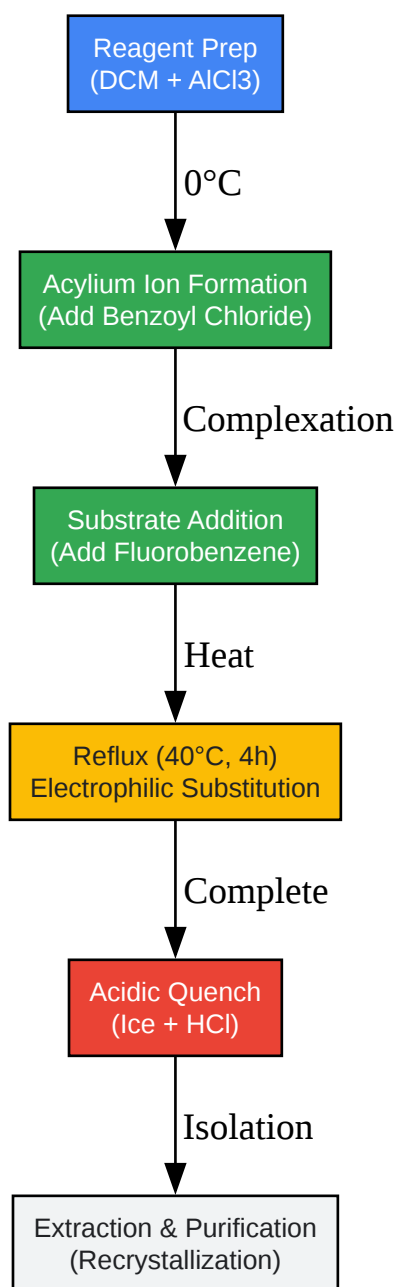 Reagent Prep
(DCM + AlCl3)
0°C
Acylium Ion Formation
(Add Benzoyl Chloride)
Complexation
Substrate Addition
(Add Fluorobenzene)
Heat
Reflux (40°C, 4h)
Electrophilic Substitution
Complete
Acidic Quench
(Ice + HCl)
Isolation
Extraction & Purification
(Recrystallization)